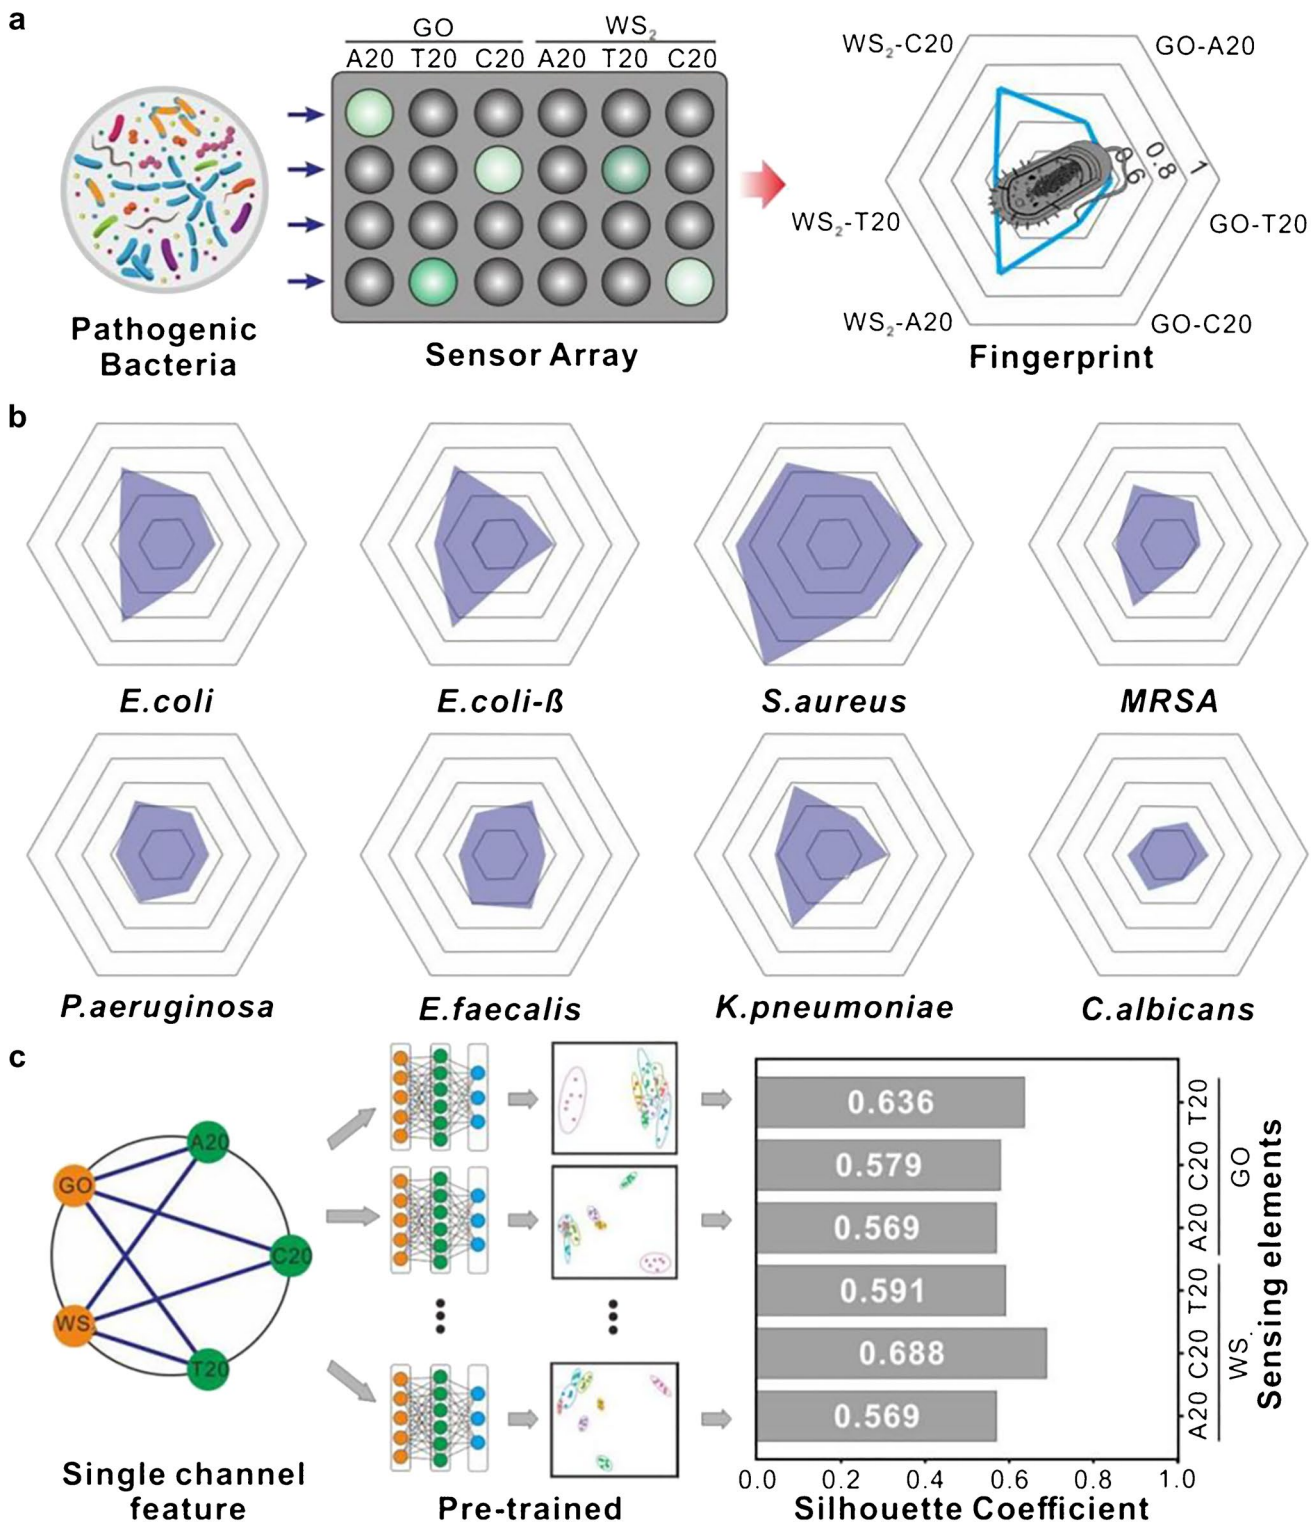 a
GO
WS2
A20 T20 C20 A20 T20 C20
Pathogenic
Bacteria
Sensor Array
WS2-C20
GO-A20
0.6
0.8
1
WS2-T20
GO-T20
WS2-A20
GO-C20
Fingerprint
b
E.coli
E.coli-ß
S.aureus
MRSA
P.aeruginosa
E.faecalis
K.pneumoniae
C.albicans
c
A20
GO
C20
WS.
T20
Single channel
feature
Pre-trained
0.636
0.579
0.569
0.591
0.688
0.569
T20
C20
A20
T20
C20
A20
GO
WS.
Sensing elements
0.0 0.2 0.4 0.6 0.8 1.0
Silhouette Coefficient